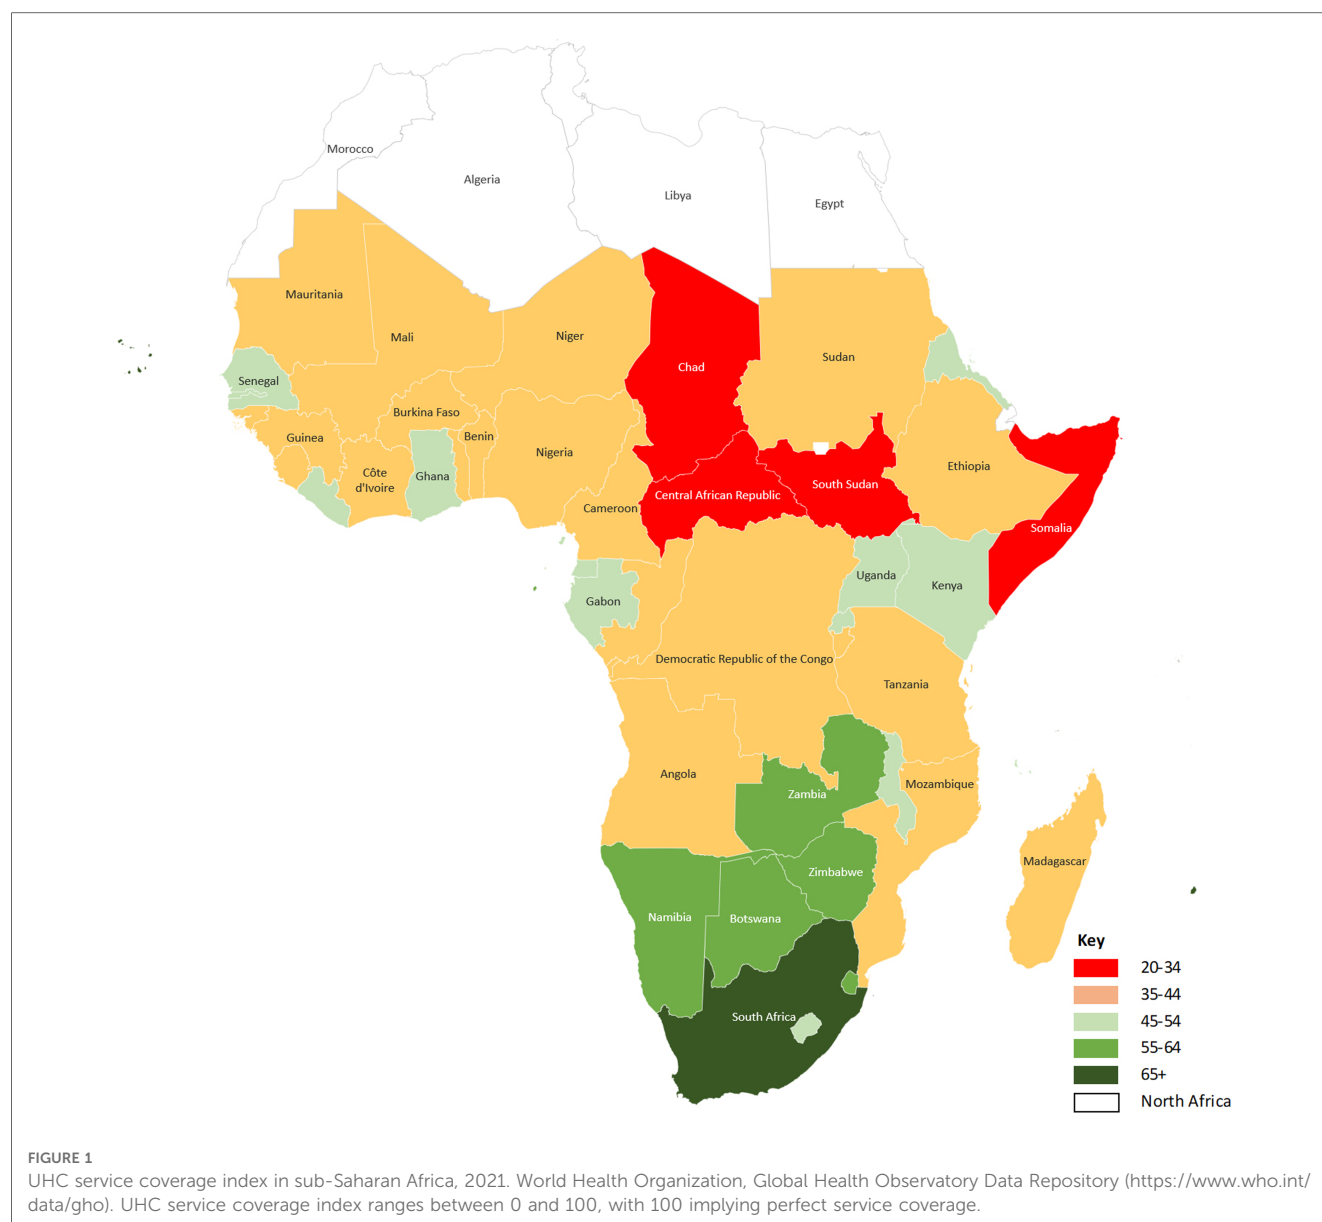 Morocco
Algeria
Libya
Egypt
Mauritania
Mali
Niger
Chad
Sudan
Senegal
Burkina Faso
Guinea
Benin
Nigeria
Ethiopia
Côte
d'Ivoire
Ghana
Central African Republic
South Sudan
Cameroon
Somalia
Uganda
Kenya
Gabon
Democratic Republic of the Congo
Tanzania
Angola
Zambia
Mozambique
Madagascar
Zimbabwe
Namibia
Botswana
South Africa
Key
20-34
35-44
45-54
55-64
65+
North Africa
FIGURE 1
UHC service coverage index in sub-Saharan Africa, 2021. World Health Organization, Global Health Observatory Data Repository (https://www.who.int/
data/gho). UHC service coverage index ranges between 0 and 100, with 100 implying perfect service coverage.